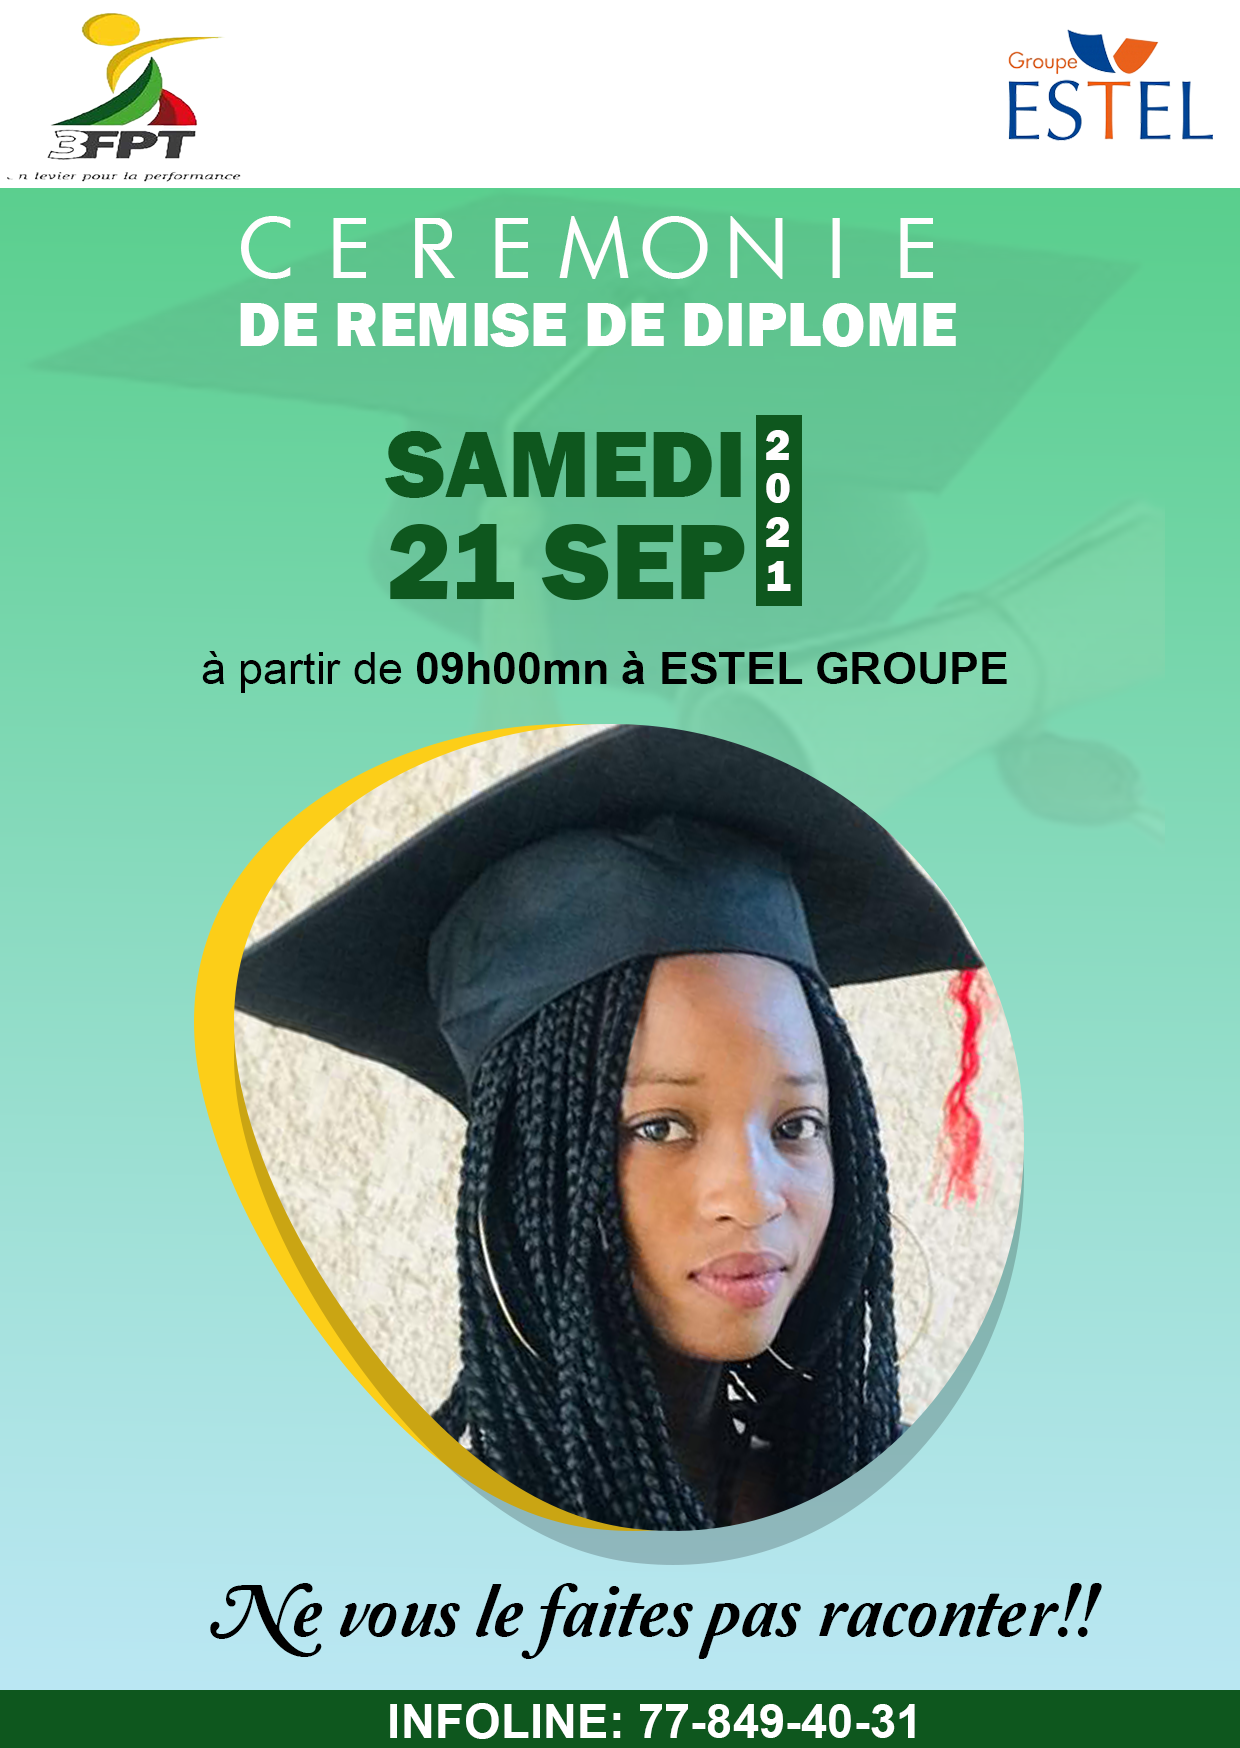 3FPT
n levier pour la performance
Groupe
ESTEL
CEREMONIE
DE REMISE DE DIPLOME
SAMEDI
21 SEP
2021
à partir de 09h00mn à ESTEL GROUPE
Ne vous le faites pas raconter!!
INFOLINE: 77-849-40-31